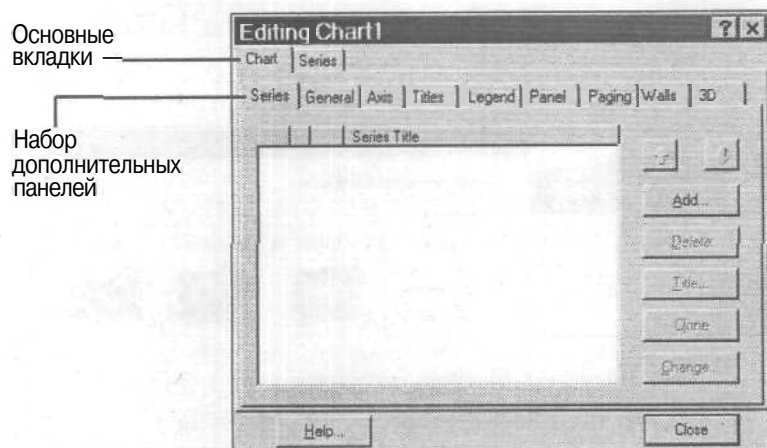 Основные
вкладки
Набор
дополнительных
панелей
Editing Chart1
? x
Chart Series
Series General Axis Titles Legend Panel Paging Walls 3D
Series Title
Add...
Delete
Title...
Clone
Change...
Help...
Close